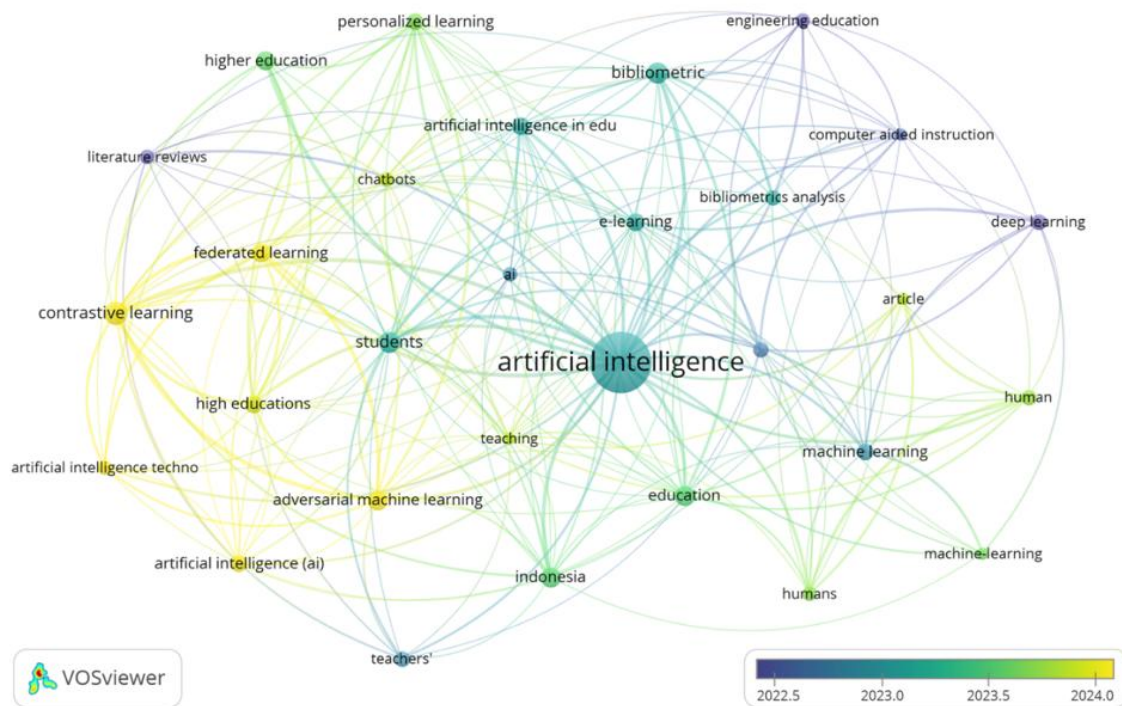 personalized learning
engineering education
higher education
bibliometric
artificial intelligence in edu
computer aided instruction
literature reviews
chatbots
bibliometrics analysis
e-learning
deep learning
federated learning
ai
article
contrastive learning
students
artificial intelligence
high educations
human
teaching
machine learning
artificial intelligence techno
adversarial machine learning
education
machine-learning
artificial intelligence (ai)
indonesia
humans
teachers'
VOSviewer
2022.5 2023.0 2023.5 2024.0